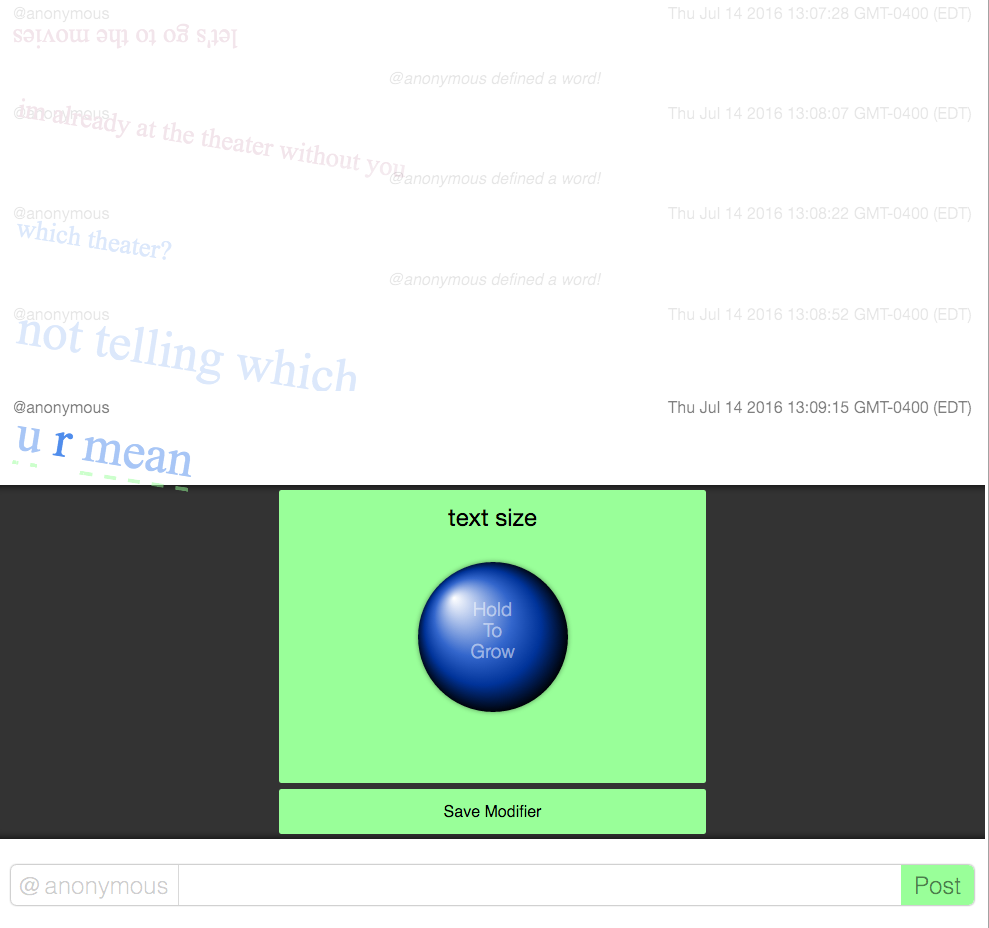 @anonymous Thu Jul 14 2016 13:07:28 GMT-0400 (EDT)
let's go to the movies
@anonymous defined a word!
@anonymous Thu Jul 14 2016 13:08:07 GMT-0400 (EDT)
im already at the theater without you
@anonymous defined a word!
@anonymous Thu Jul 14 2016 13:08:22 GMT-0400 (EDT)
which theater?
@anonymous defined a word!
@anonymous Thu Jul 14 2016 13:08:52 GMT-0400 (EDT)
not telling which
@anonymous Thu Jul 14 2016 13:09:15 GMT-0400 (EDT)
u r mean
text size
Hold
To
Grow
Save Modifier
@ anonymous Post